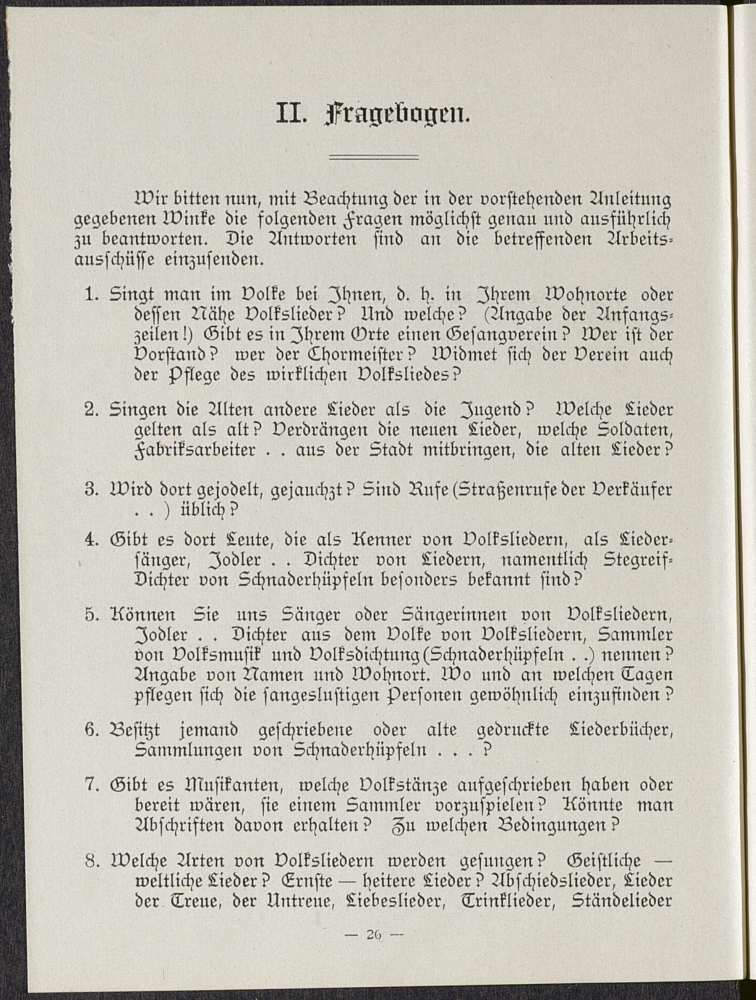 II. Fragebogen.
Wir bitten nun, mit Beachtung der in der vorstehenden Anleitung
gegebenen Winke die folgenden Fragen möglichst genau und ausführlich
zu beantworten. Die Antworten sind an die betreffenden Arbeits-
ausschüsse einzusenden.
1. Singt man im Volke bei Ihnen, d. h. in Ihrem Wohnorte oder
dessen Nähe Volkslieder? Und welche? (Angabe der Anfangs-
zeilen!) Gibt es in Ihrem Orte einen Gesangverein? Wer ist der
Vorstand? wer der Chormeister? Widmet sich der Verein auch
der Pflege des wirklichen Volksliedes?
2. Singen die Alten andere Lieder als die Jugend? Welche Lieder
gelten als alt? Verdrängen die neuen Lieder, welche Soldaten,
Fabriksarbeiter . . aus der Stadt mitbringen, die alten Lieder?
3. Wird dort gejodelt, gejauchzt? Sind Rufe (Straßenrufe der Verkäufer
. . ) üblich?
4. Gibt es dort Leute, die als Kenner von Volksliedern, als Lieder-
sänger, Jodler . . Dichter von Liedern, namentlich Stegreif-
Dichter von Schnaderhüpfeln besonders bekannt sind?
5. Können Sie uns Sänger oder Sängerinnen von Volksliedern,
Jodler . . Dichter aus dem Volke von Volksliedern, Sammler
von Volksmusik und Volksdichtung (Schnaderhüpfeln . .) nennen?
Angabe von Namen und Wohnort. Wo und an welchen Tagen
pflegen sich die sangeslustigen Personen gewöhnlich einzufinden?
6. Besitzt jemand geschriebene oder alte gedruckte Liederbücher,
Sammlungen von Schnaderhüpfeln . . . ?
7. Gibt es Musikanten, welche Volkstänze aufgeschrieben haben oder
bereit wären, sie einem Sammler vorzuspielen? Könnte man
Abschriften davon erhalten? Zu welchen Bedingungen?
8. Welche Arten von Volksliedern werden gesungen? Geistliche —
weltliche Lieder? Ernste — heitere Lieder? Abschiedslieder, Lieder
der Treue, der Untreue, Liebeslieder, Trinklieder, Ständelieder
— 26 —